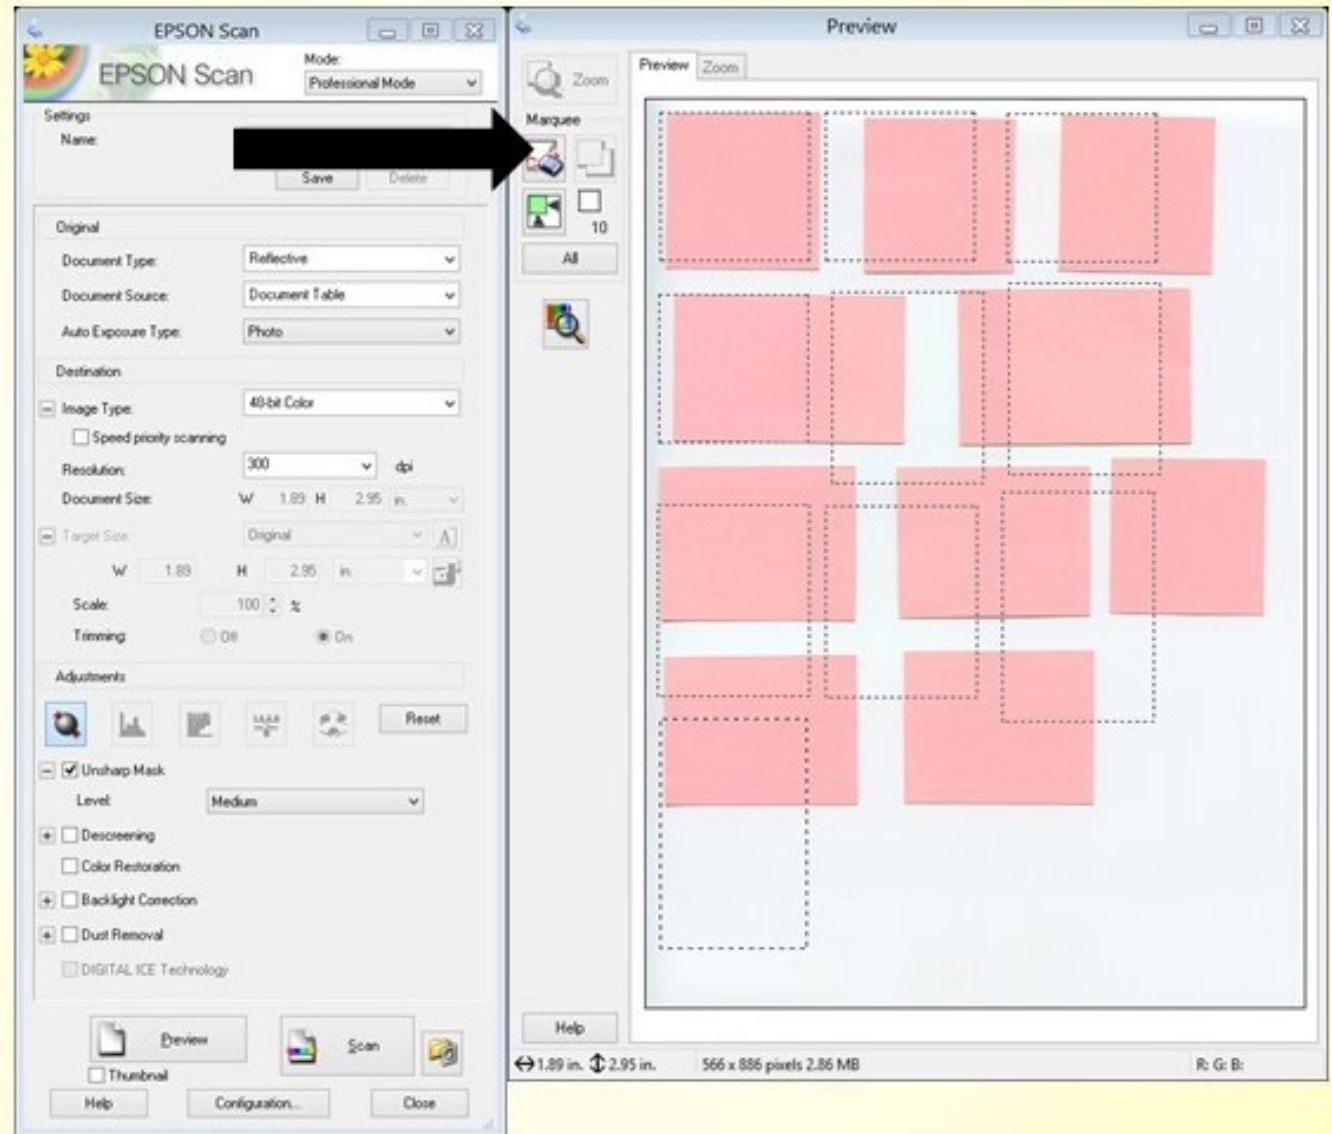 EPSON Scan
EPSON Scan
Mode:
Professional Mode
Settings
Name:
Save
Delete
Original
Document Type:
Reflective
Document Source:
Document Table
Auto Exposure Type:
Photo
Destination
Image Type:
48-bit Color
Speed priority scanning
Resolution:
300
dpi
Document Size:
W 1.89 H 2.95 in.
Target Size:
Original
W 1.89 H 2.95 in.
Scale:
100 %
Trimming:
Off
On
Adjustments
Reset
Unsharp Mask
Level:
Medium
Descreening
Color Restoration
Backlight Correction
Dust Removal
DIGITAL ICE Technology
Preview
Scan
Thumbnail
Help
Configuration...
Close
Preview
Zoom
Preview
Zoom
Marquee
10
All
Help
1.89 in. 2.95 in.
566 x 886 pixels 2.86 MB
R: G: B: